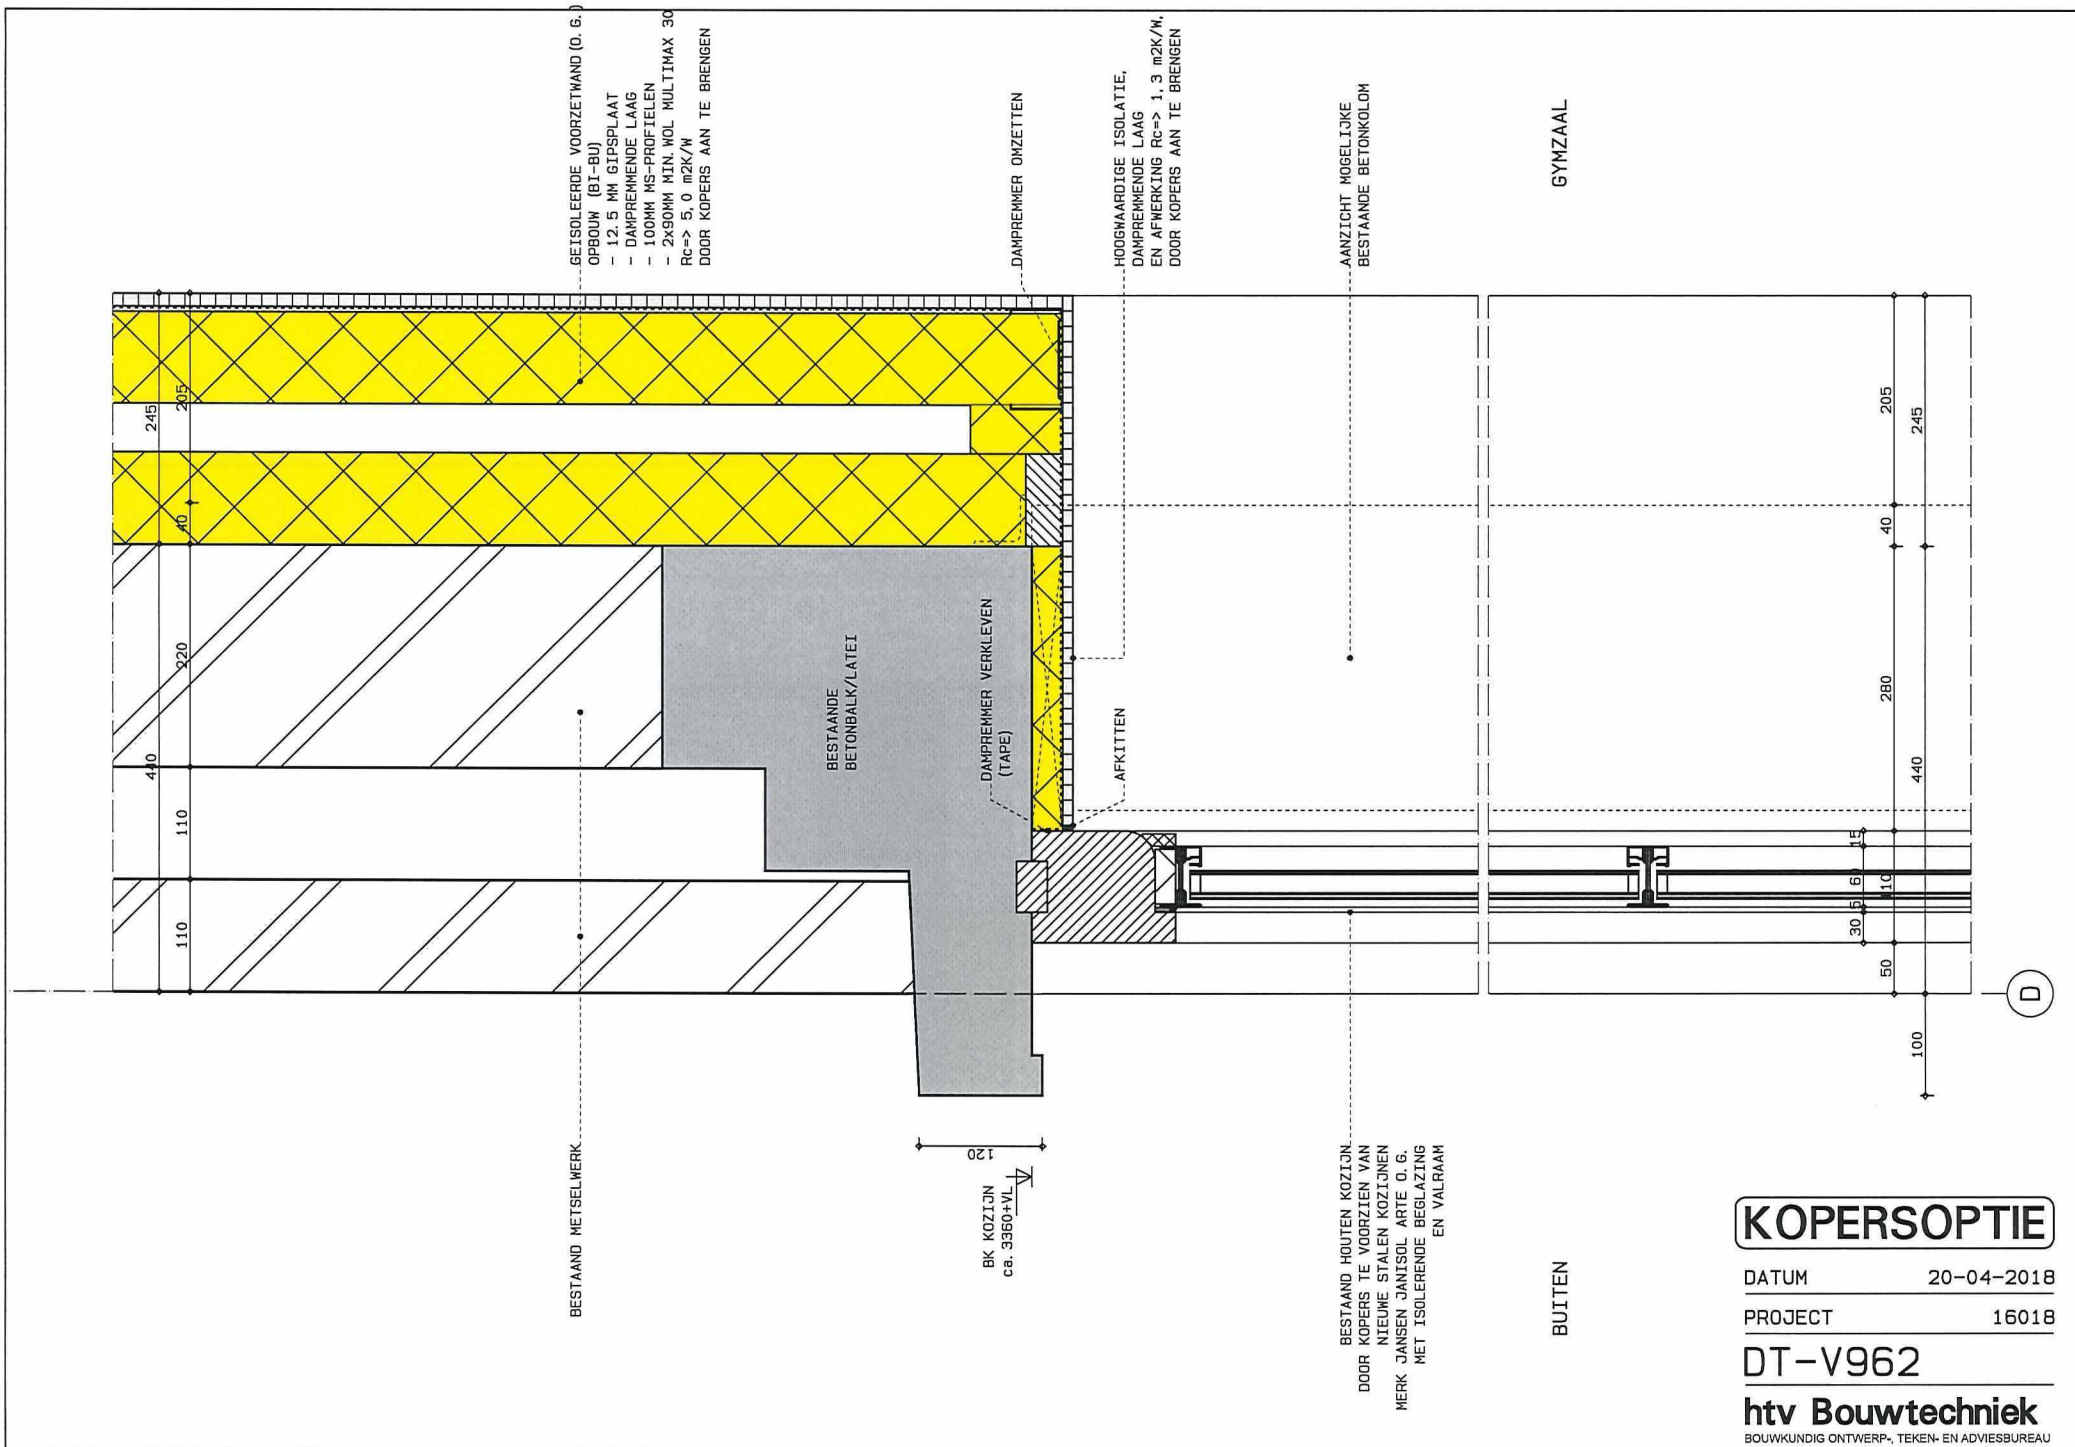 GEISOLEERDE VOORZETWAND (O.G.)
OPBOUW (BI-BU)
- 12.5 MM GIPSPLAAT
- DAMPREMMENDE LAAG
- 100MM MS-PROFIELEN
- 2x90MM MIN.WOL MULTIMAX 30
Rc=> 5,0 m2K/W
DOOR KOPERS AAN TE BRENGEN
DAMPREMMER OMZETTEN
HOOGWAARDIGE ISOLATIE,
DAMPREMMENDE LAAG
EN AFWERKING Rc=> 1,3 m2K/W,
DOOR KOPERS AAN TE BRENGEN
AANZICHT MOGELIJKE
BESTAANDE BETONKOLOM
GYMZAAL
245
205
40
220
440
110
110
BESTAANDE
BETONBALK/LATEI
DAMPREMMER VERKLEVEN
(TAPE)
AFKITTEN
205
245
40
280
440
15
60
110
5
30
50
100
D
BESTAAND METSELWERK
120
BK KOZIJN
ca. 3360+VL
BESTAAND HOUTEN KOZIJN
DOOR KOPERS TE VOORZIEN VAN
NIEUWE STALEN KOZIJNEN
MERK JANSEN JANISOL ARTE O.G.
MET ISOLERENDE BEGLAZING
EN VALRAAM
BUITEN
KOPERSOPTIE
DATUM 20-04-2018
PROJECT 16018
DT-V962
htv Bouwtechniek
BOUWKUNDIG ONTWERP-, TEKEN- EN ADVIESBUREAU